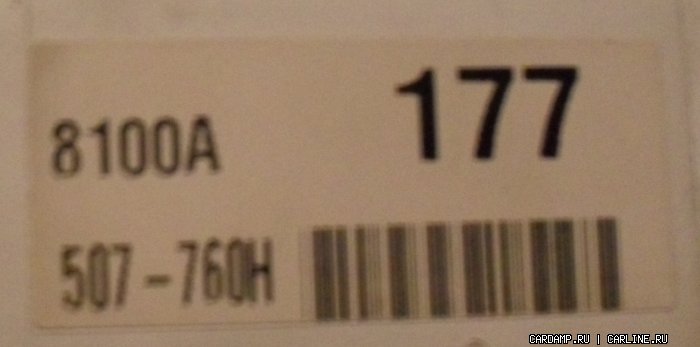 177
8100A
507-760H
CARDAMP.RU | CARLINE.RU